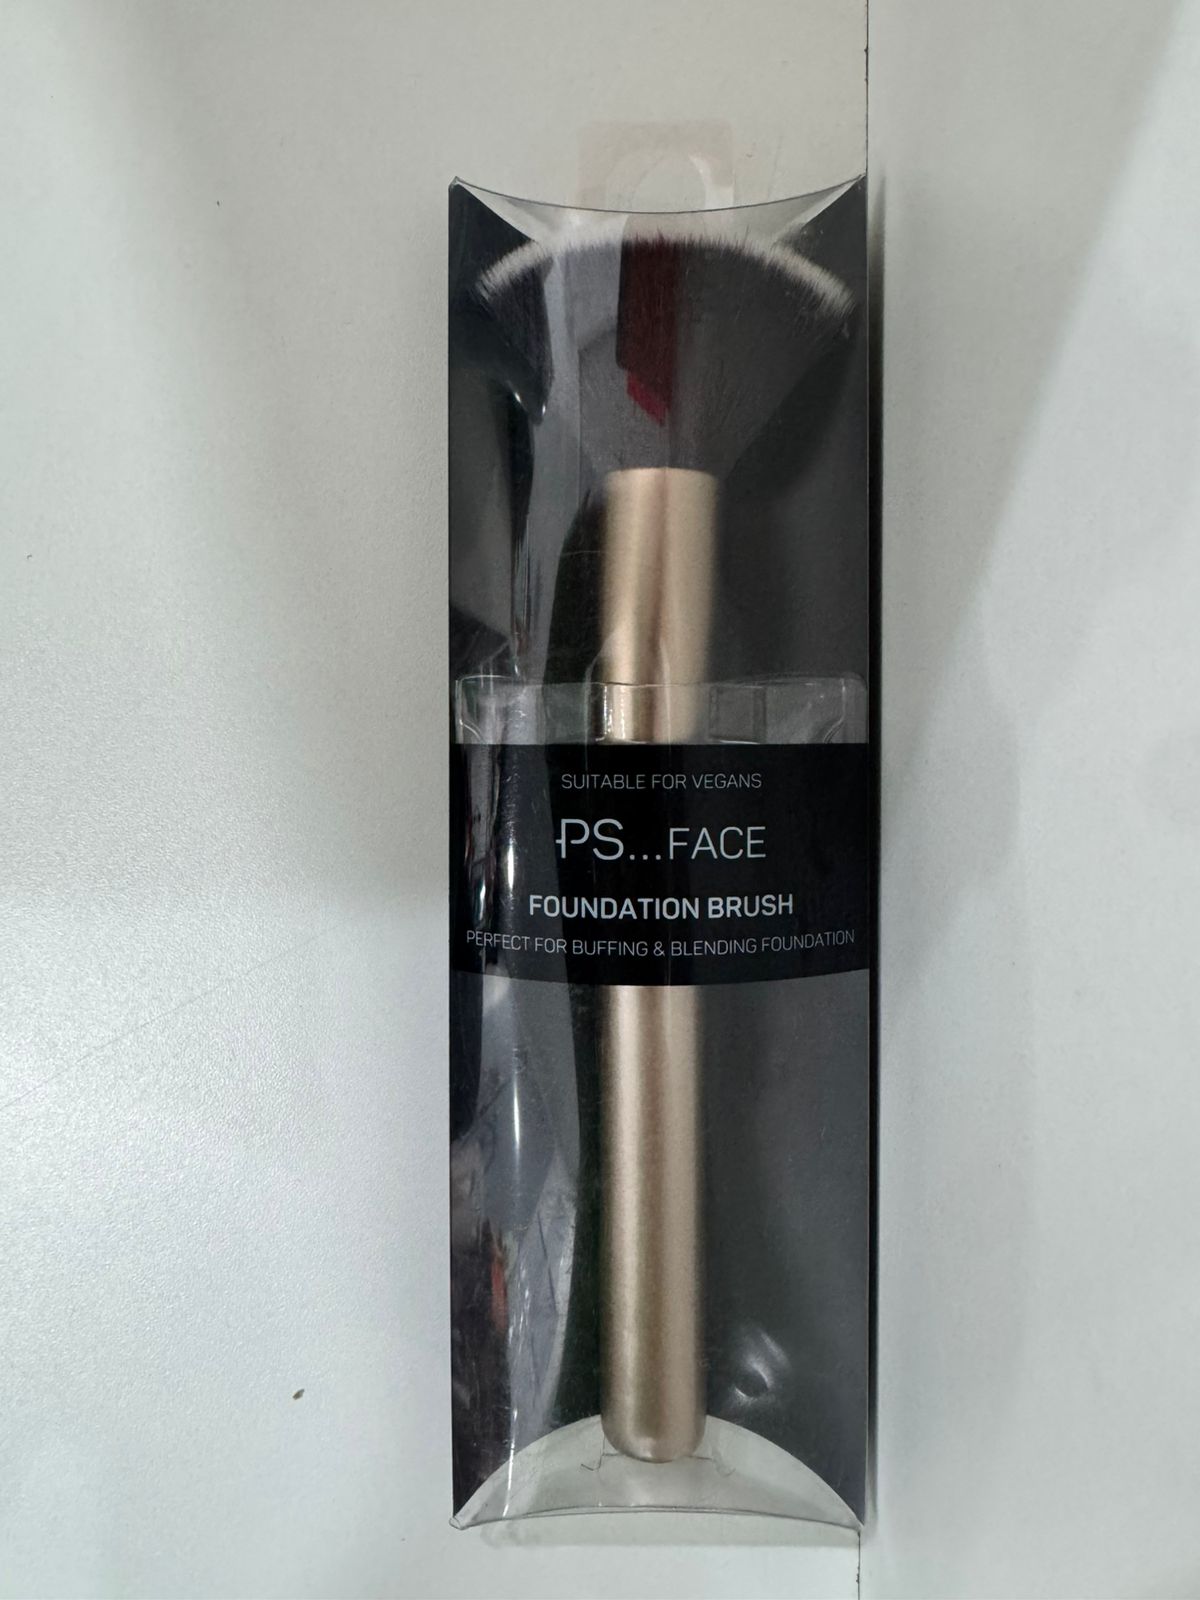 SUITABLE FOR VEGANS
PS...FACE
FOUNDATION BRUSH
PERFECT FOR BUFFING & BLENDING FOUNDATION